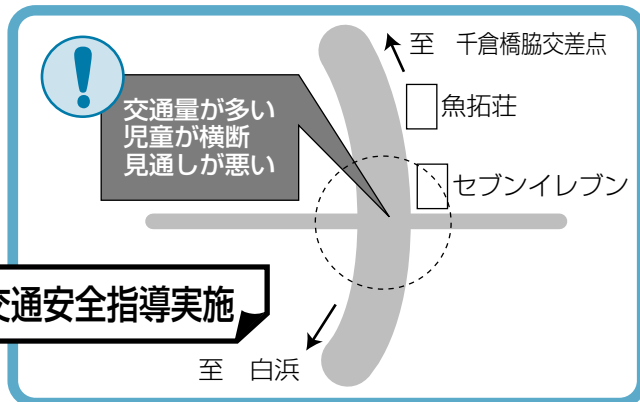 至　千倉橋脇交差点
魚拓荘
交通量が多い
児童が横断
見通しが悪い
セブンイレブン
交通安全指導実施
至　白浜